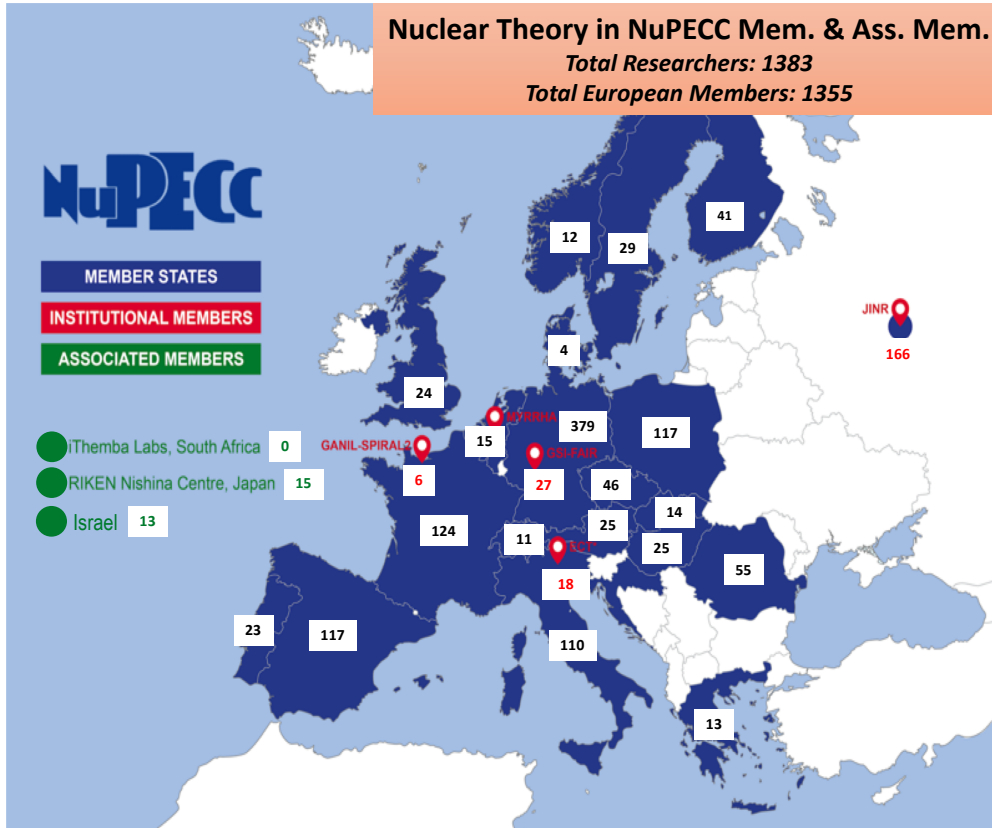 Nuclear Theory in NuPECC Mem. & Ass. Mem.
Total Researchers: 1383
Total European Members: 1355
NuPECC
MEMBER STATES
INSTITUTIONAL MEMBERS
ASSOCIATED MEMBERS
iThemba Labs, South Africa 0
RIKEN Nishina Centre, Japan 15
Israel 13
41
12
29
JINR
166
4
24
MYRRHA
379
117
15
GANIL-SPIRAL2
GSI-FAIR
6
27
46
14
124
11
25
25
18
55
23
117
110
13